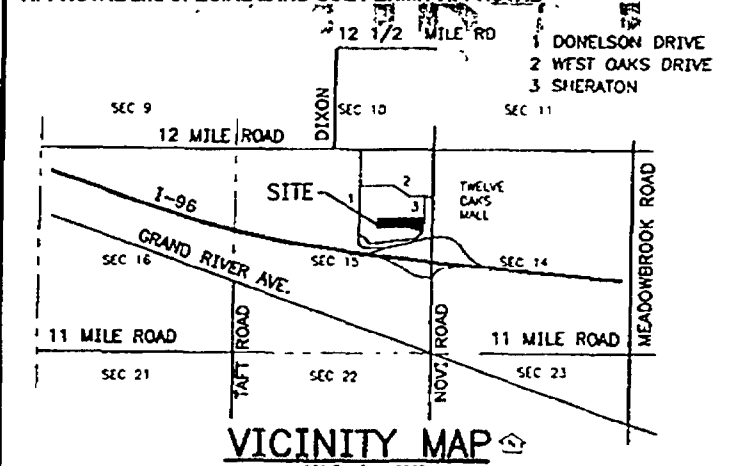 12 1/2 MILE RD
1 DONELSON DRIVE
2 WEST OAKS DRIVE
3 SHERATON
SEC 9
DIXON
SEC 10
SEC 11
12 MILE ROAD
I-96
SITE
1
2
3
TWELVE
OAKS
MALL
MEADOWBROOK ROAD
GRAND RIVER AVE.
SEC 16
SEC 15
SEC 14
11 MILE ROAD
TAFT ROAD
NOVI ROAD
11 MILE ROAD
SEC 21
SEC 22
SEC 23
VICINITY MAP
N